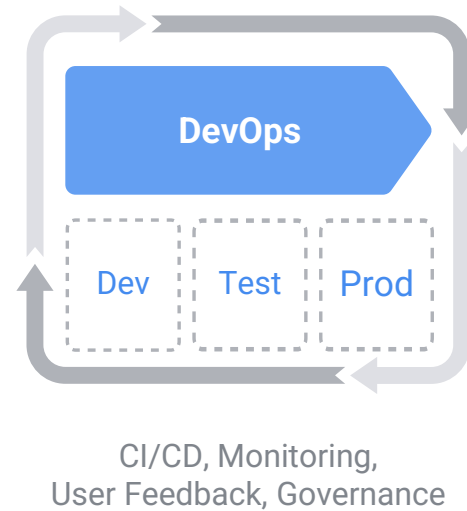 DevOps
Dev
Test
Prod
CI/CD, Monitoring,
User Feedback, Governance